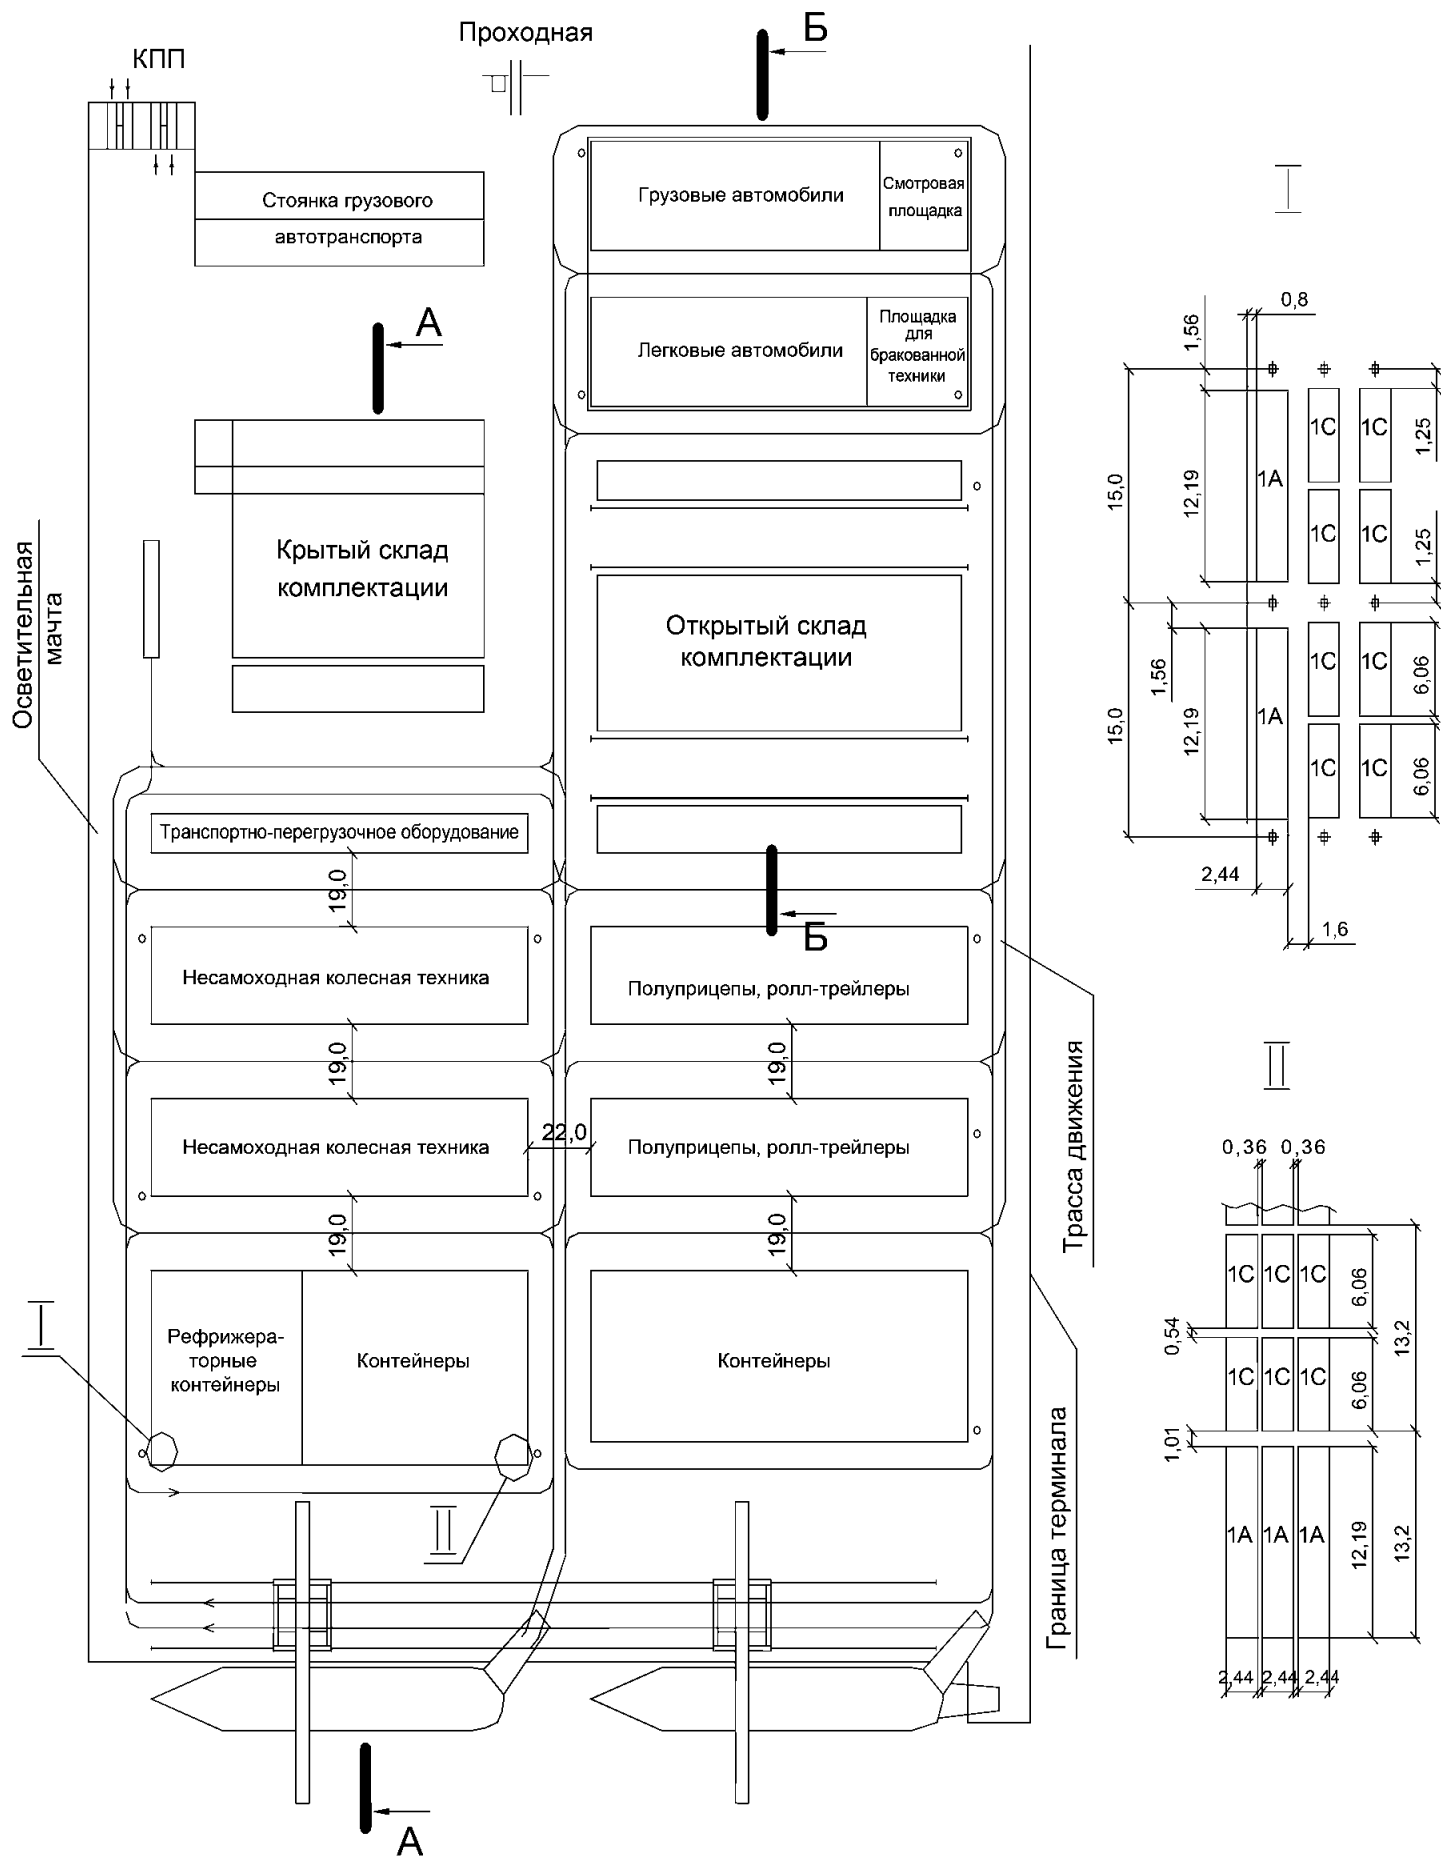 КПП
Проходная
Б
Стоянка грузового
автотранспорта
Грузовые автомобили
Смотровая
площадка
А
Легковые автомобили
Площадка
для
бракованной
техники
Крытый склад
комплектации
Открытый склад
комплектации
Осветительная
мачта
Транспортно-перегрузочное оборудование
19,0
Б
Несамоходная колесная техника
Полуприцепы, ролл-трейлеры
19,0
19,0
Несамоходная колесная техника
22,0
Полуприцепы, ролл-трейлеры
19,0
19,0
Трасса движения
I
Рефрижера-
торные
контейнеры
Контейнеры
Контейнеры
II
Граница терминала
А
I
0,8
1,56
15,0
12,19
1А
1С
1С
1,25
1С
1С
1,25
1,56
15,0
12,19
1А
1С
1С
6,06
1С
1С
6,06
2,44
1,6
II
0,36
0,36
1С
1С
1С
6,06
13,2
0,54
1С
1С
1С
6,06
1,01
1А
1А
1А
12,19
13,2
2,44
2,44
2,44